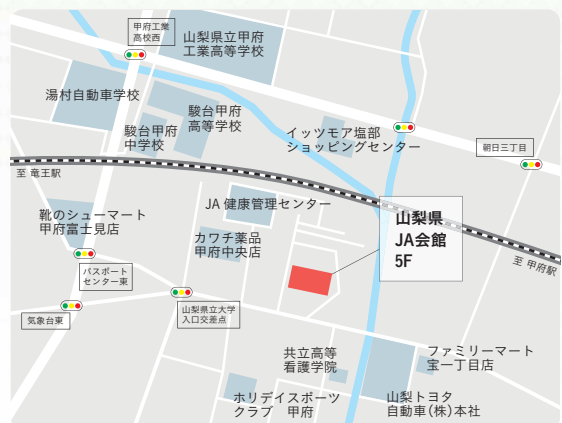 甲府工業
高校西
山梨県立甲府
工業高等学校
湯村自動車学校
駿台甲府
高等学校
駿台甲府
中学校
イッツモア塩部
ショッピングセンター
朝日三丁目
至 竜王駅
JA 健康管理センター
靴のシューマート
甲府富士見店
カワチ薬品
甲府中央店
山梨県
JA会館
5F
至 甲府駅
パスポート
センター東
気象台東
山梨県立大学
入口交差点
共立高等
看護学院
ファミリーマート
宝一丁目店
ホリデイスポーツ
クラブ 甲府
山梨トヨタ
自動車(株)本社